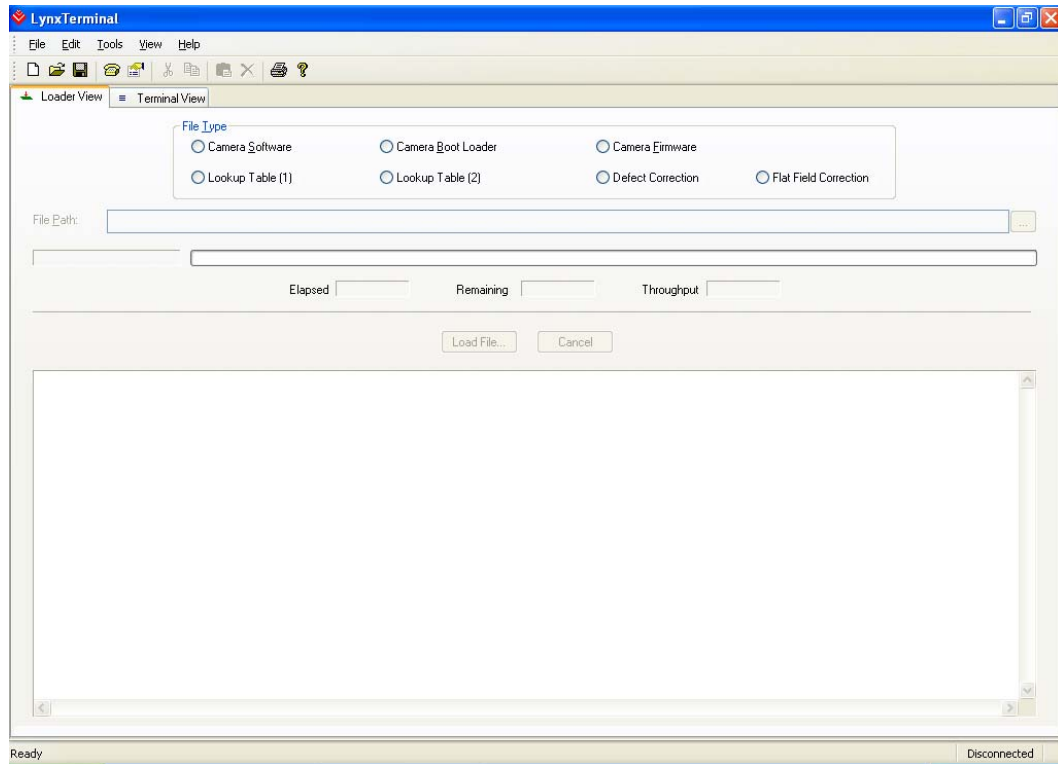 LynxTerminal
File Edit Tools View Help
Loader View Terminal View
File Type
Camera Software Camera Boot Loader Camera Firmware
Lookup Table (1) Lookup Table (2) Defect Correction Flat Field Correction
File Path: ...
Elapsed Remaining Throughput
Load File... Cancel
Ready Disconnected